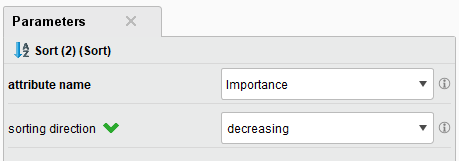 Parameters
Sort (2) (Sort)
attribute name Importance
sorting direction decreasing